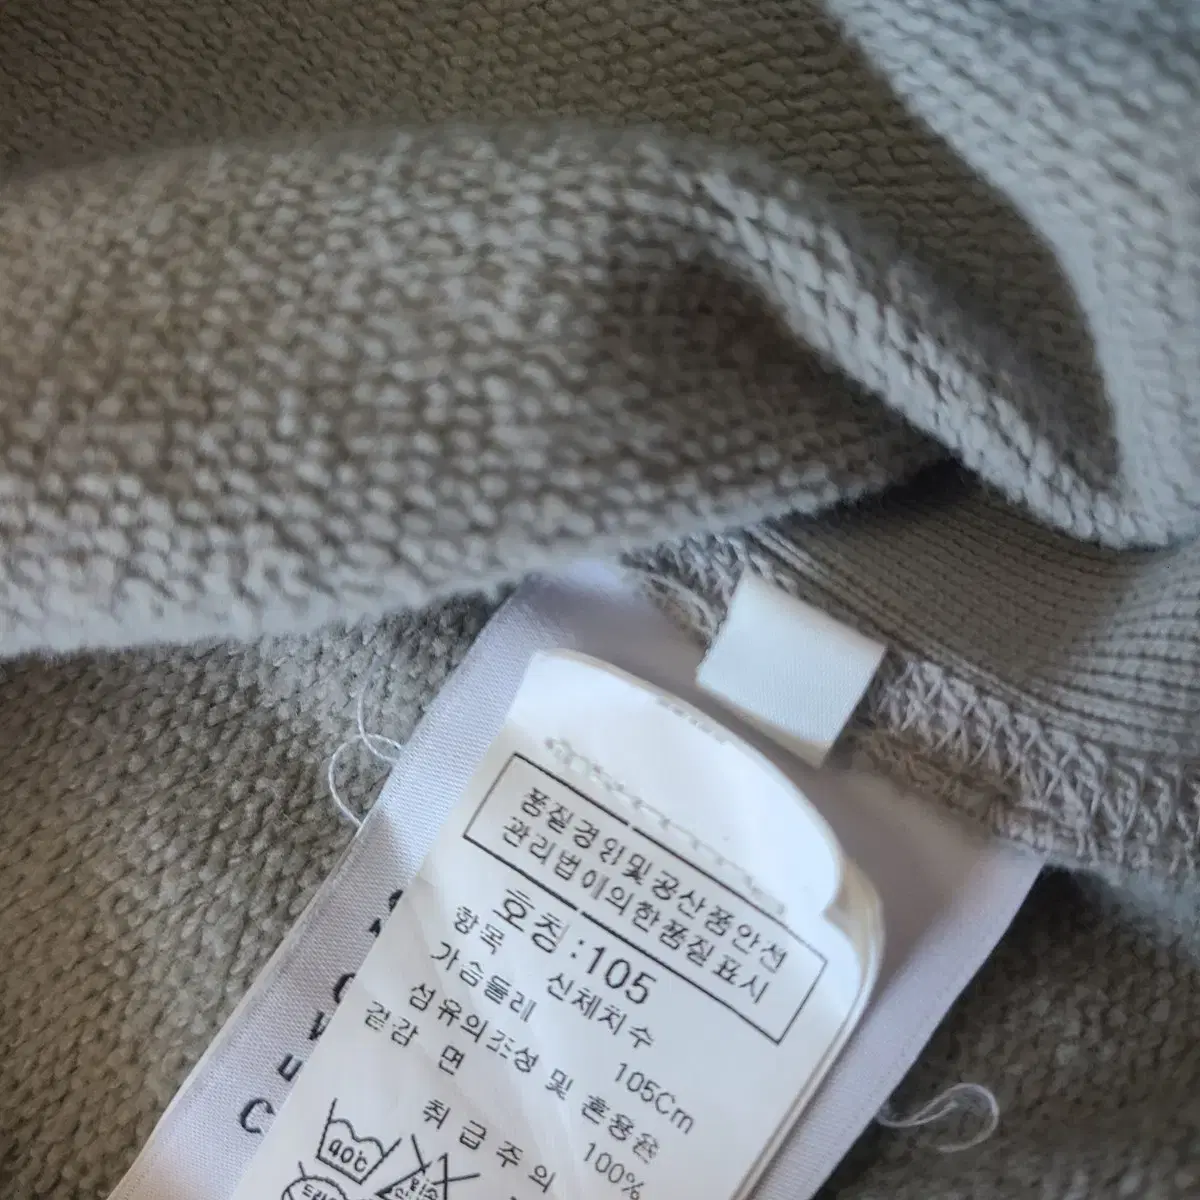 품질경영및공산품안전
관리법에의한품질표시
호칭:105
항목 신체치수
가슴둘레 105Cm
섬유의조성 및 혼용율
겉감 면 100%
취급주의
40℃